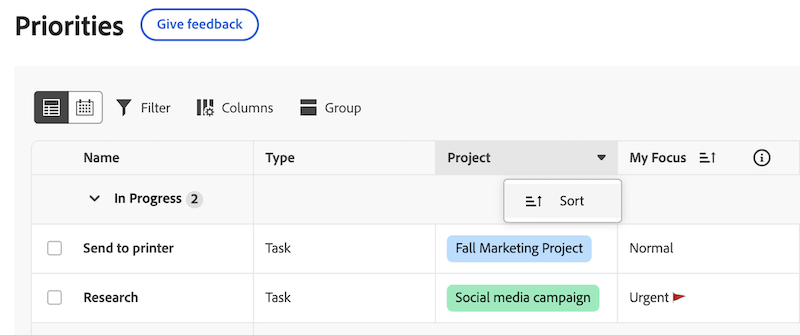 Priorities Give feedback
Filter Columns Group
Name Type Project My Focus
In Progress 2
Sort
Send to printer Task Fall Marketing Project Normal
Research Task Social media campaign Urgent